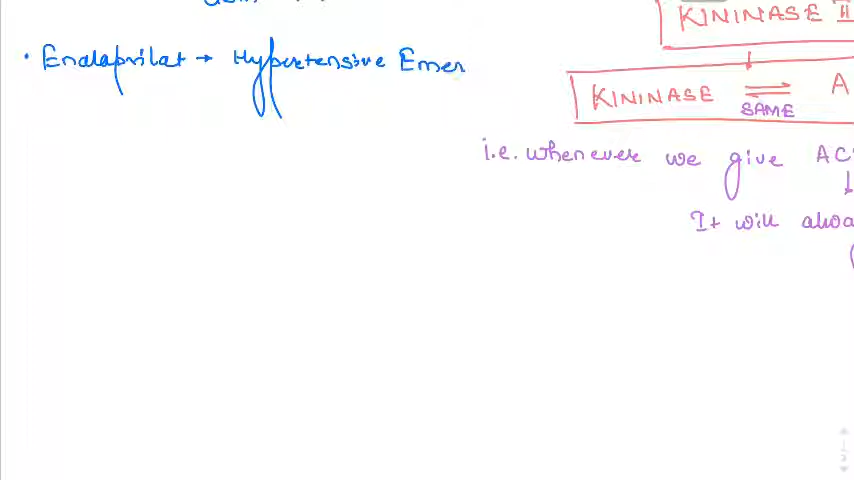 KININASE II
• Enalaprilat → Hypertensive Emer
KININASE ⇌ A
SAME
i.e. whenever we give AC
↓
It will alwa